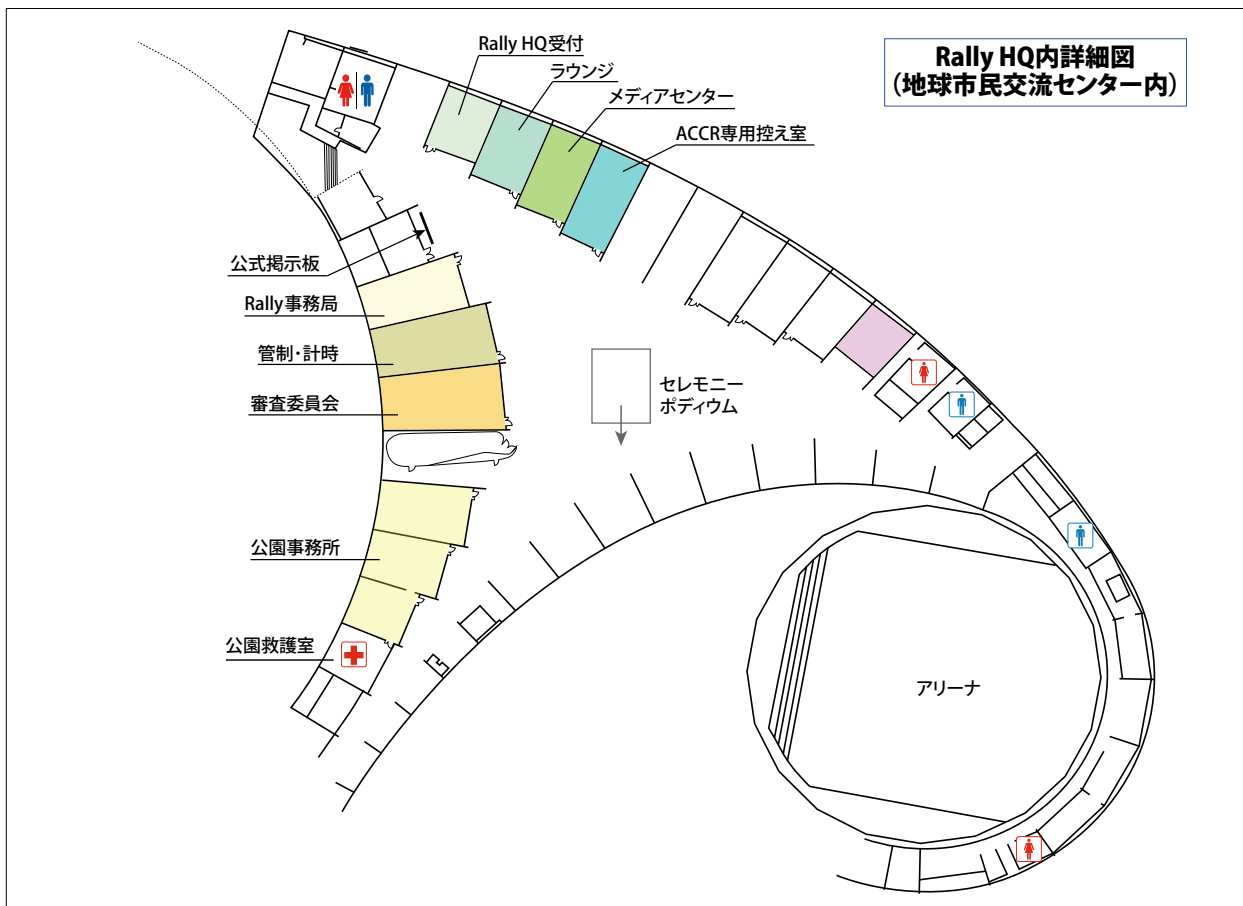 Rally HQ内詳細図
(地球市民交流センター内)
Rally HQ受付
ラウンジ
メディアセンター
ACCR専用控え室
公式掲示板
Rally事務局
管制・計時
審査委員会
セレモニー
ポディウム
公園事務所
公園救護室
アリーナ